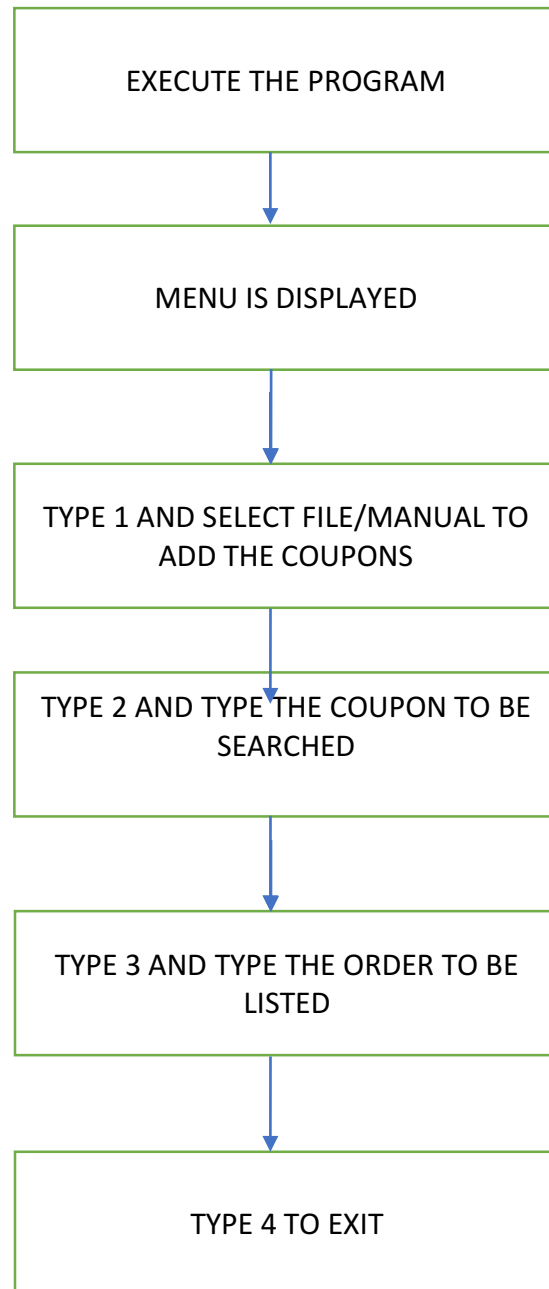 EXECUTE THE PROGRAM
MENU IS DISPLAYED
TYPE 1 AND SELECT FILE/MANUAL TO
ADD THE COUPONS
TYPE 2 AND TYPE THE COUPON TO BE
SEARCHED
TYPE 3 AND TYPE THE ORDER TO BE
LISTED
TYPE 4 TO EXIT